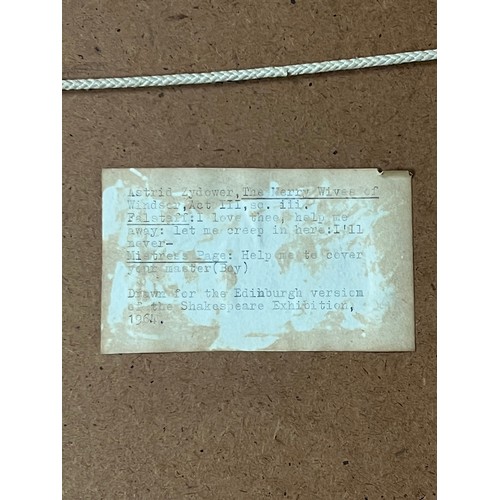 Astrid Zydower, The Merry Wives of
Windsor, Act III, sc. iii.
Falstaff: I love thee, help me
away: let me creep in here: I'll
never-
Mistress Page: Help me to cover
your master(Boy)
Drawn for the Edinburgh version
of the Shakespeare Exhibition,
1964.